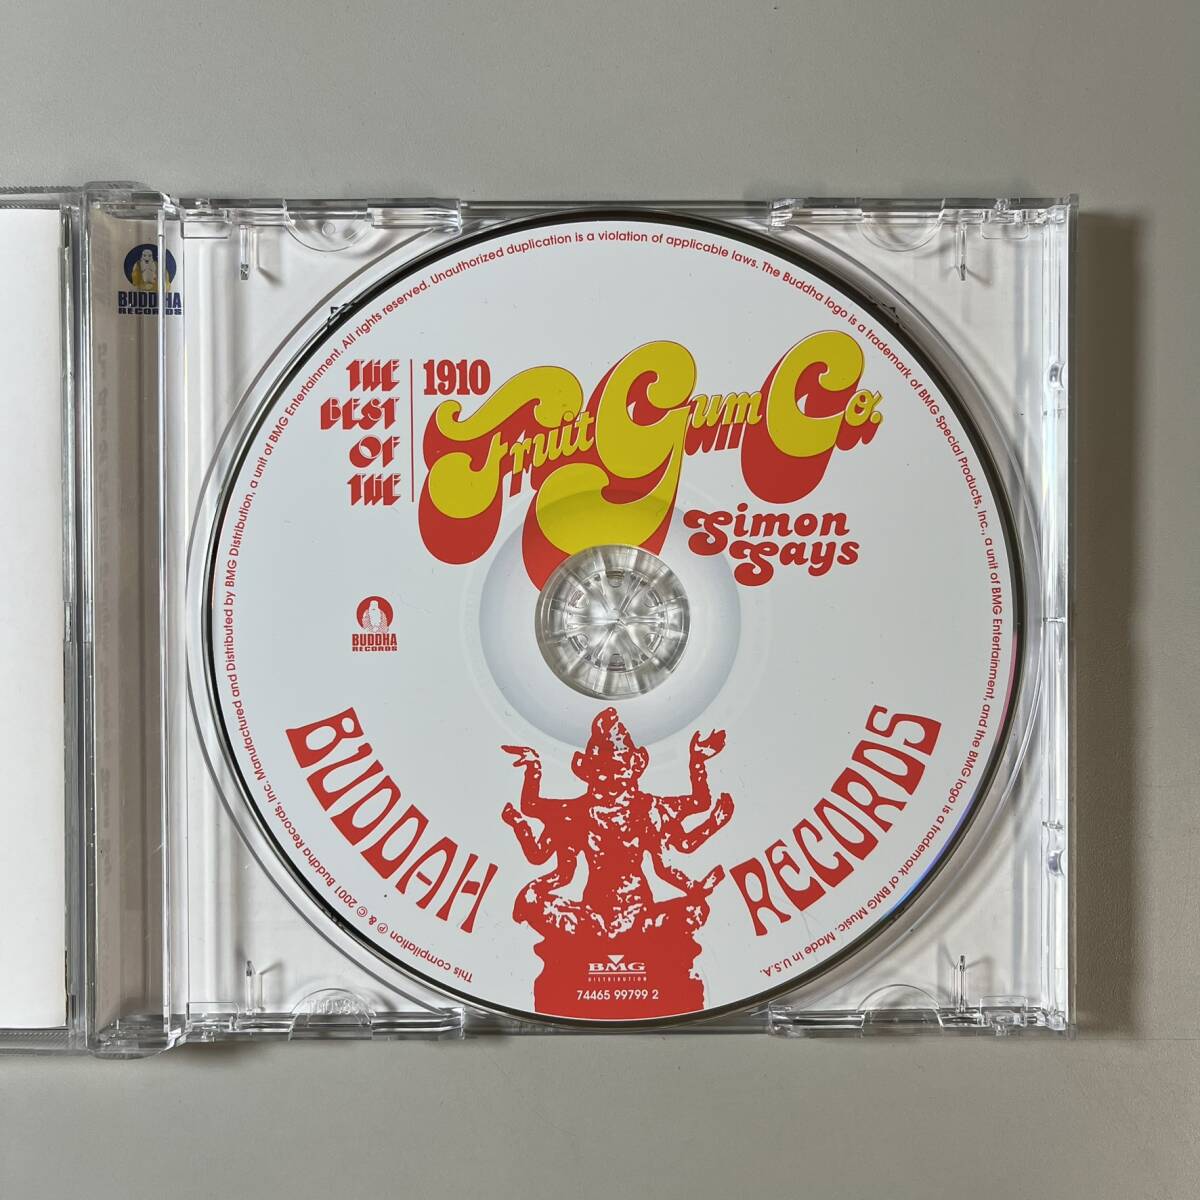 BUDDHA
RECORDS
THE
BEST
OF
THE
1910
Fruit Gum Co.
Simon
Says
BUDDHA
RECORDS
BUDDAH RECORDS
BMG
DISTRIBUTION
74465 99799 2
This compilation ℗ & © 2001 Buddha Records, Inc. Manufactured and Distributed by BMG Distribution, a unit of BMG Entertainment. All rights reserved. Unauthorized duplication is a violation of applicable laws. The Buddha logo is a trademark of BMG Special Products, Inc., a unit of BMG Entertainment, and the BMG logo is a trademark of BMG Music. Made in U.S.A.